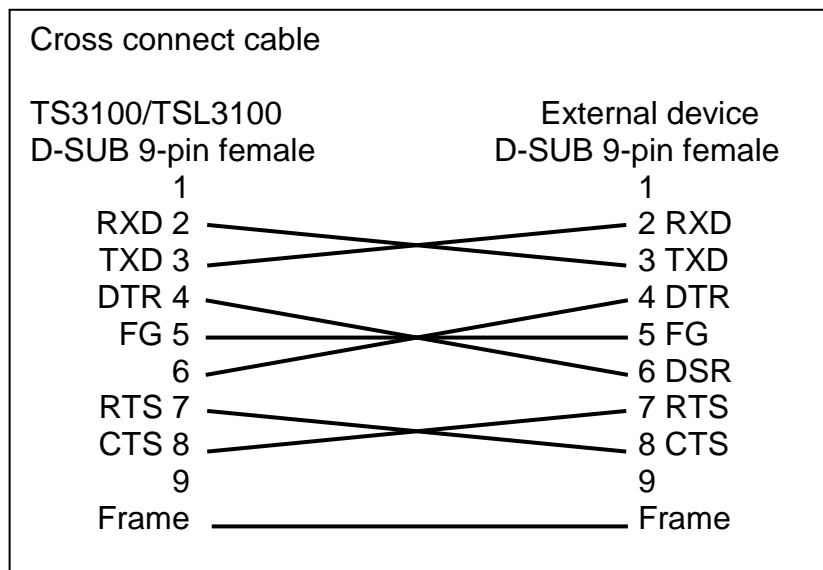 Cross connect cable
TS3100/TSL3100 External device
D-SUB 9-pin female D-SUB 9-pin female
1 1
RXD 2 2 RXD
TXD 3 3 TXD
DTR 4 4 DTR
FG 5 5 FG
6 6 DSR
RTS 7 7 RTS
CTS 8 8 CTS
9 9
Frame Frame